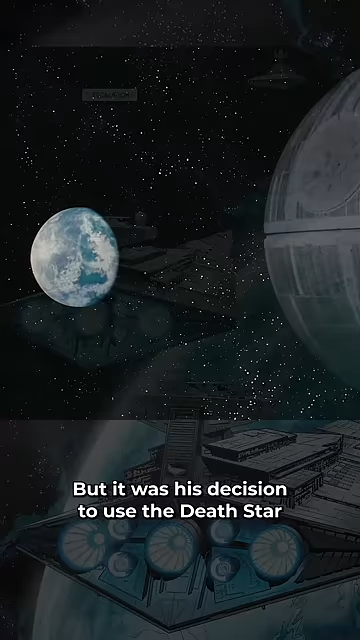 But it was his decision
to use the Death Star